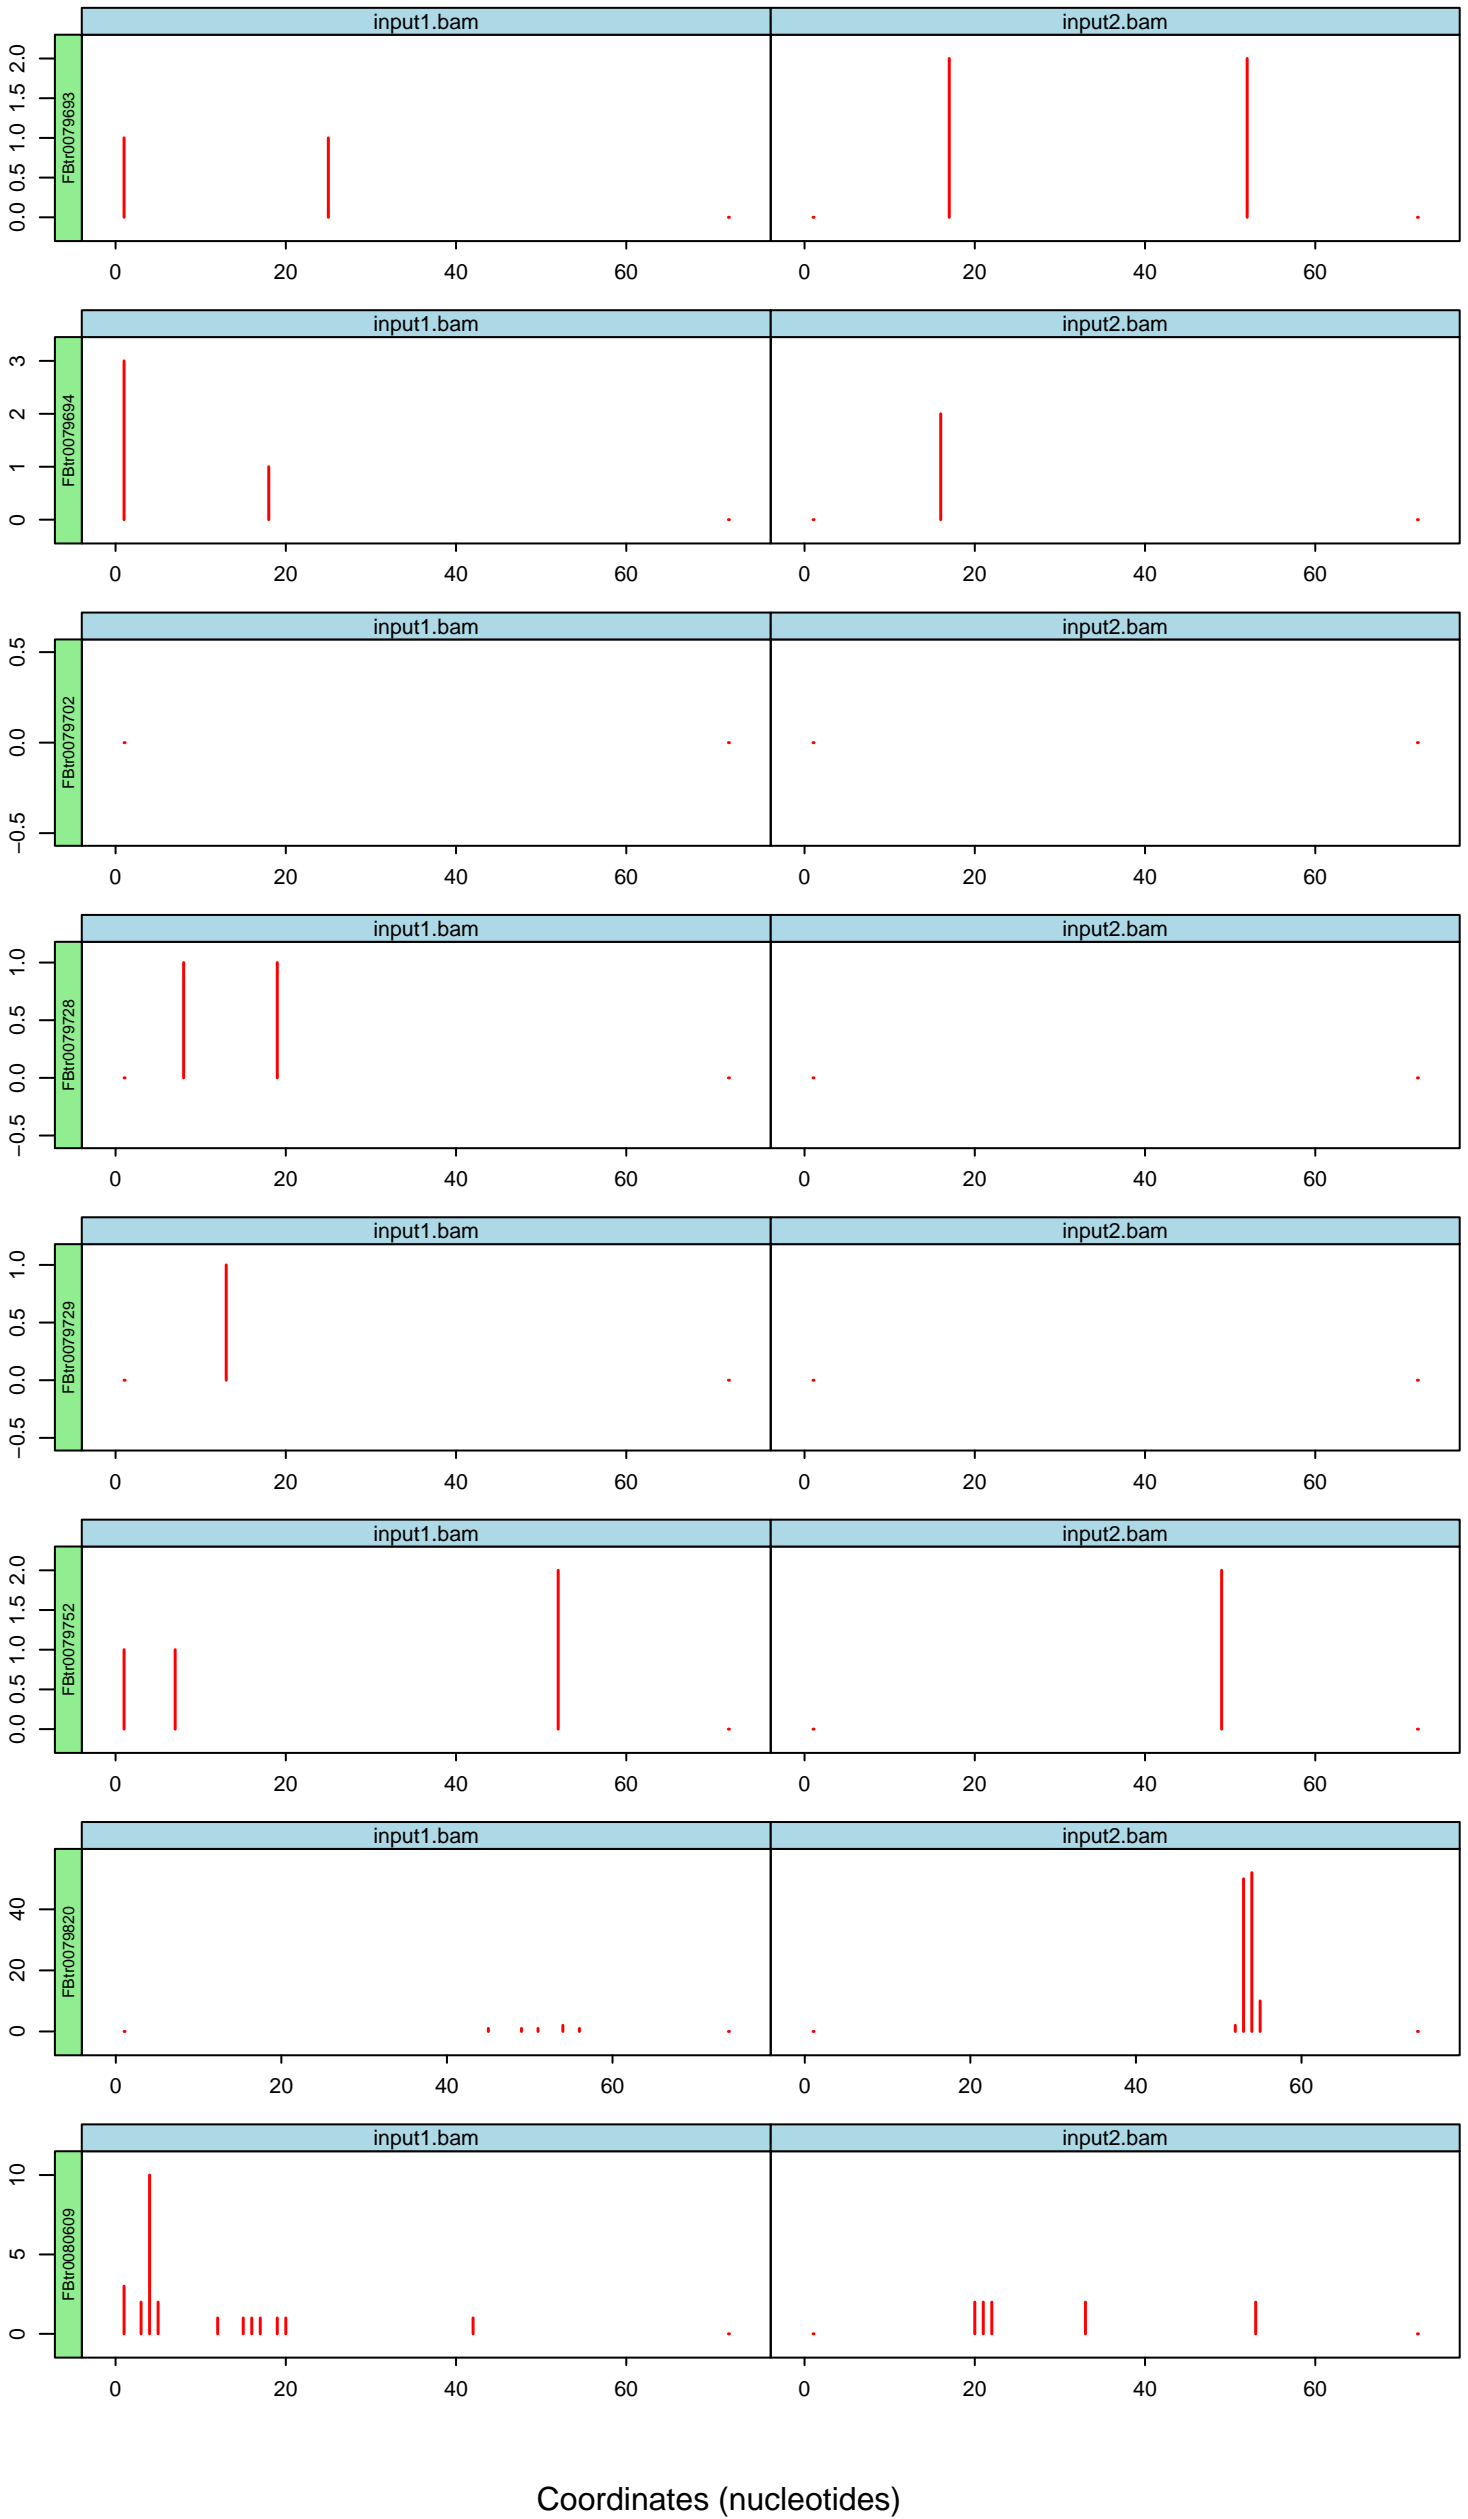 input1.bam input2.bam
2.0
1.5
1.0
0.5
0.0
FBtr0079693
0 20 40 60 0 20 40 60
input1.bam input2.bam
3
2
1
0
FBtr0079694
0 20 40 60 0 20 40 60
input1.bam input2.bam
0.5
0.0
−0.5
FBtr0079702
0 20 40 60 0 20 40 60
input1.bam input2.bam
1.0
0.5
0.0
−0.5
FBtr0079728
0 20 40 60 0 20 40 60
input1.bam input2.bam
1.0
0.5
0.0
−0.5
FBtr0079729
0 20 40 60 0 20 40 60
input1.bam input2.bam
2.0
1.5
1.0
0.5
0.0
FBtr0079752
0 20 40 60 0 20 40 60
input1.bam input2.bam
40
20
0
FBtr0079820
0 20 40 60 0 20 40 60
input1.bam input2.bam
10
5
0
FBtr0080609
0 20 40 60 0 20 40 60
Coordinates (nucleotides)